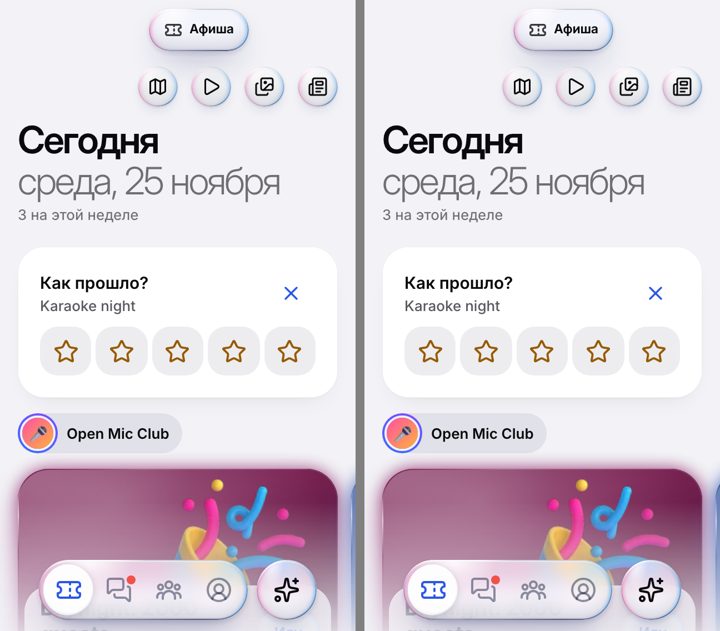 Афиша
Сегодня
среда, 25 ноября
3 на этой неделе
Как прошло?
Karaoke night
Open Mic Club
Афиша
Сегодня
среда, 25 ноября
3 на этой неделе
Как прошло?
Karaoke night
Open Mic Club